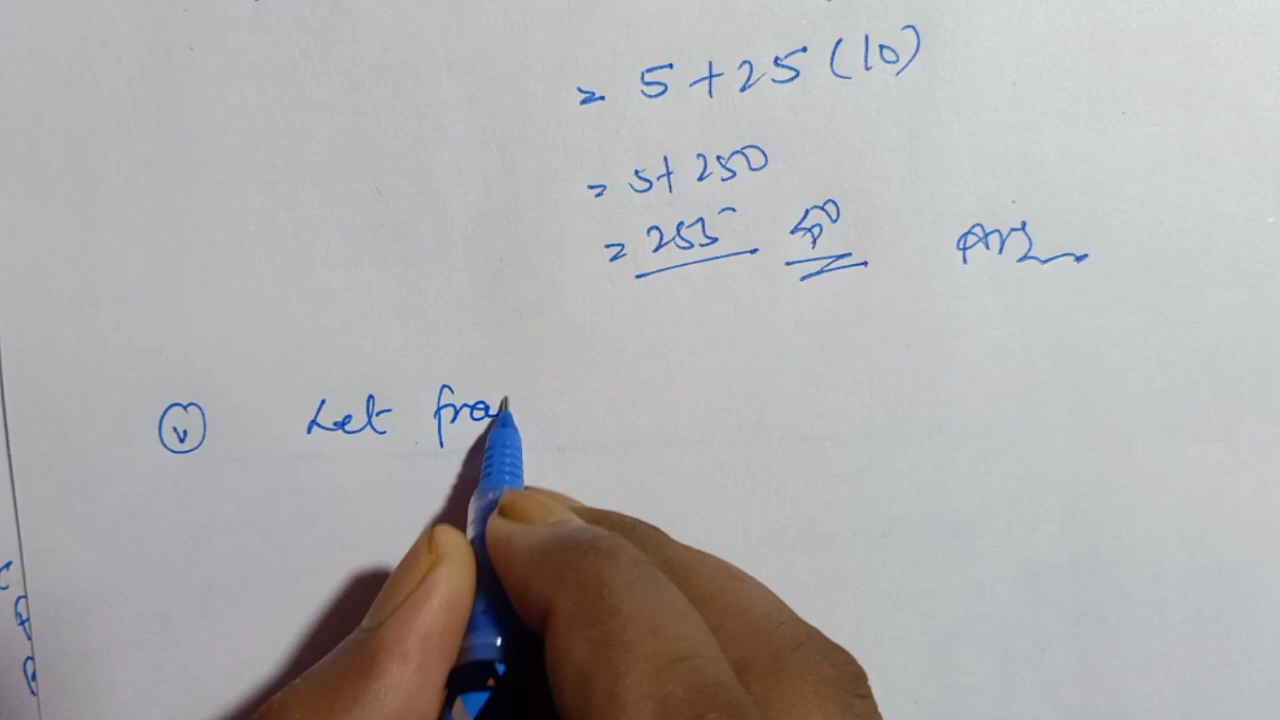 = 5+25 (10)
= 5+ 250
= 255 Ans
(v) Let fra